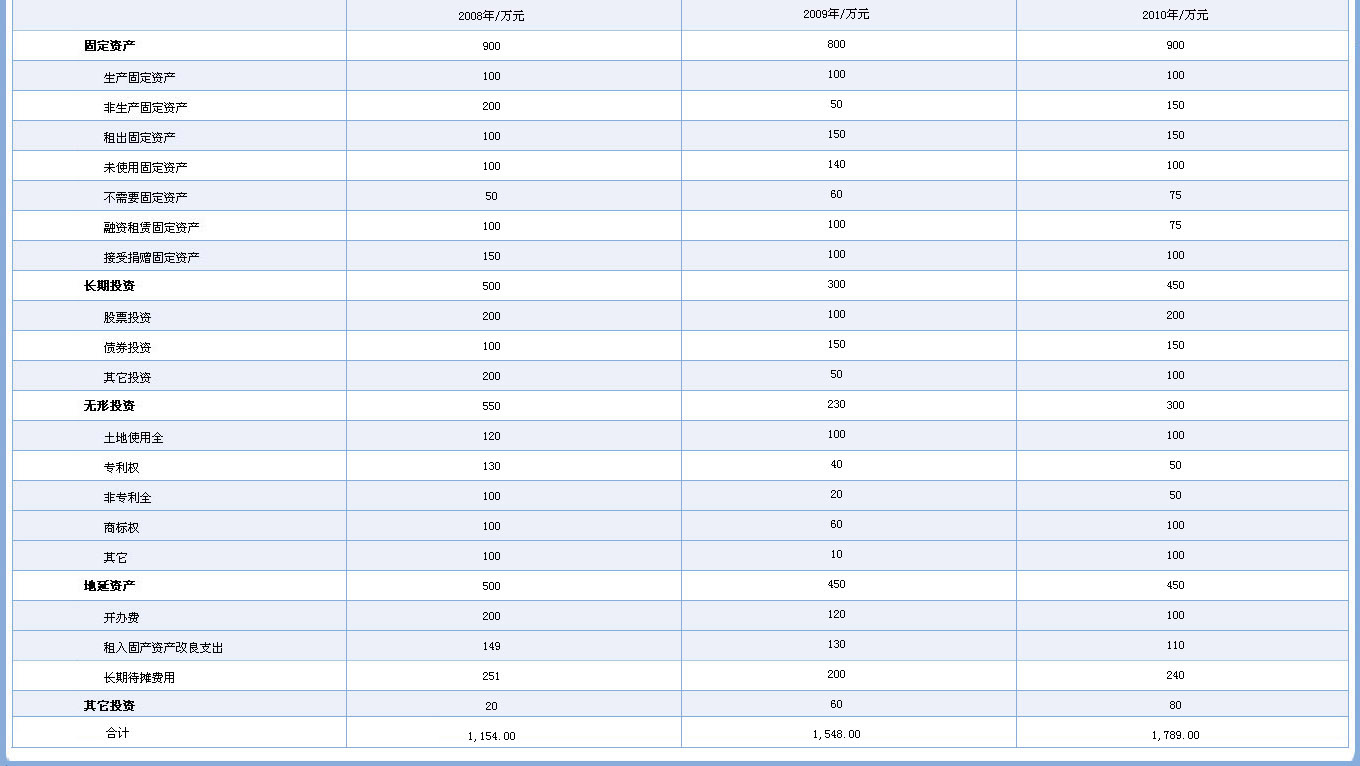 2008年/万元 2009年/万元 2010年/万元
固定资产 900 800 900
生产固定资产 100 100 100
非生产固定资产 200 50 150
租出固定资产 100 150 150
未使用固定资产 100 140 100
不需要固定资产 50 60 75
融资租赁固定资产 100 100 75
接受捐赠固定资产 150 100 100
长期投资 500 300 450
股票投资 200 100 200
债券投资 100 150 150
其它投资 200 50 100
无形投资 550 230 300
土地使用全 120 100 100
专利权 130 40 50
非专利全 100 20 50
商标权 100 60 100
其它 100 10 100
地延资产 500 450 450
开办费 200 120 100
租入固产资产改良支出 149 130 110
长期待摊费用 251 200 240
其它投资 20 60 80
合计 1,154.00 1,548.00 1,789.00